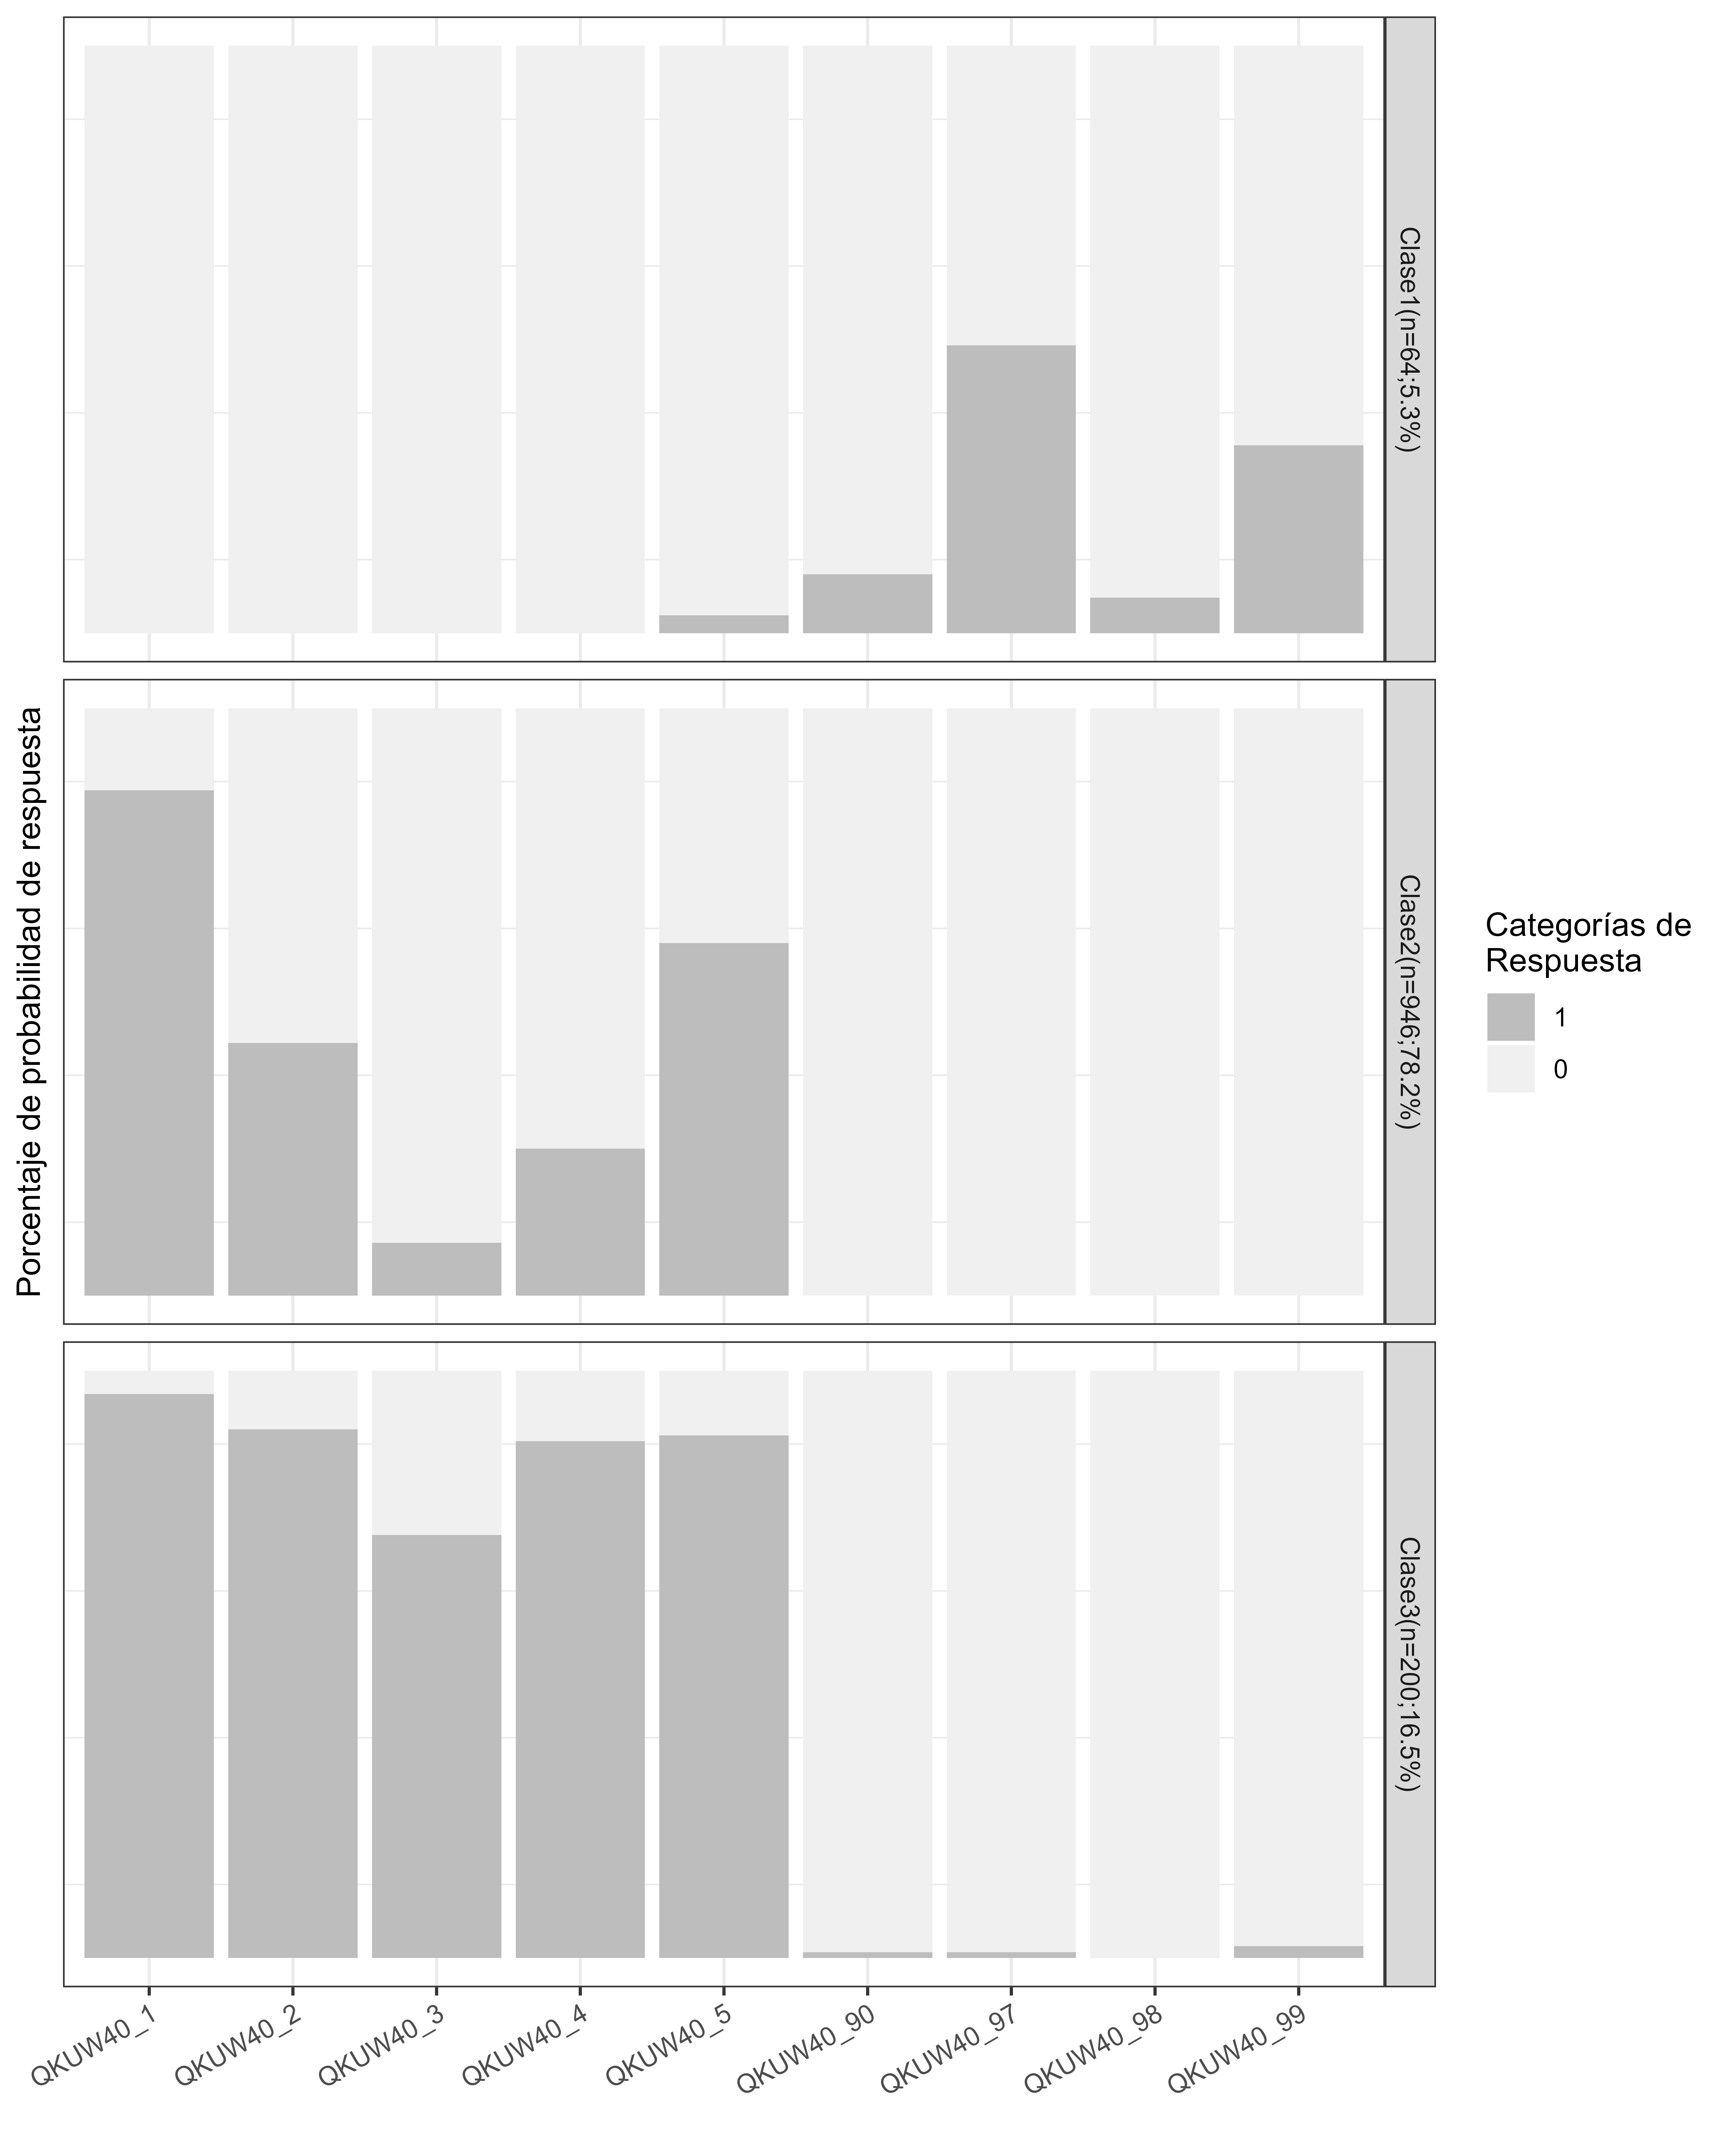 Porcentaje de probabilidad de respuesta
Clase1(n=64;5.3%)
Clase2(n=946;78.2%)
Clase3(n=200;16.5%)
QKUW40_1
QKUW40_2
QKUW40_3
QKUW40_4
QKUW40_5
QKUW40_90
QKUW40_97
QKUW40_98
QKUW40_99
Categorías de
Respuesta
1
0